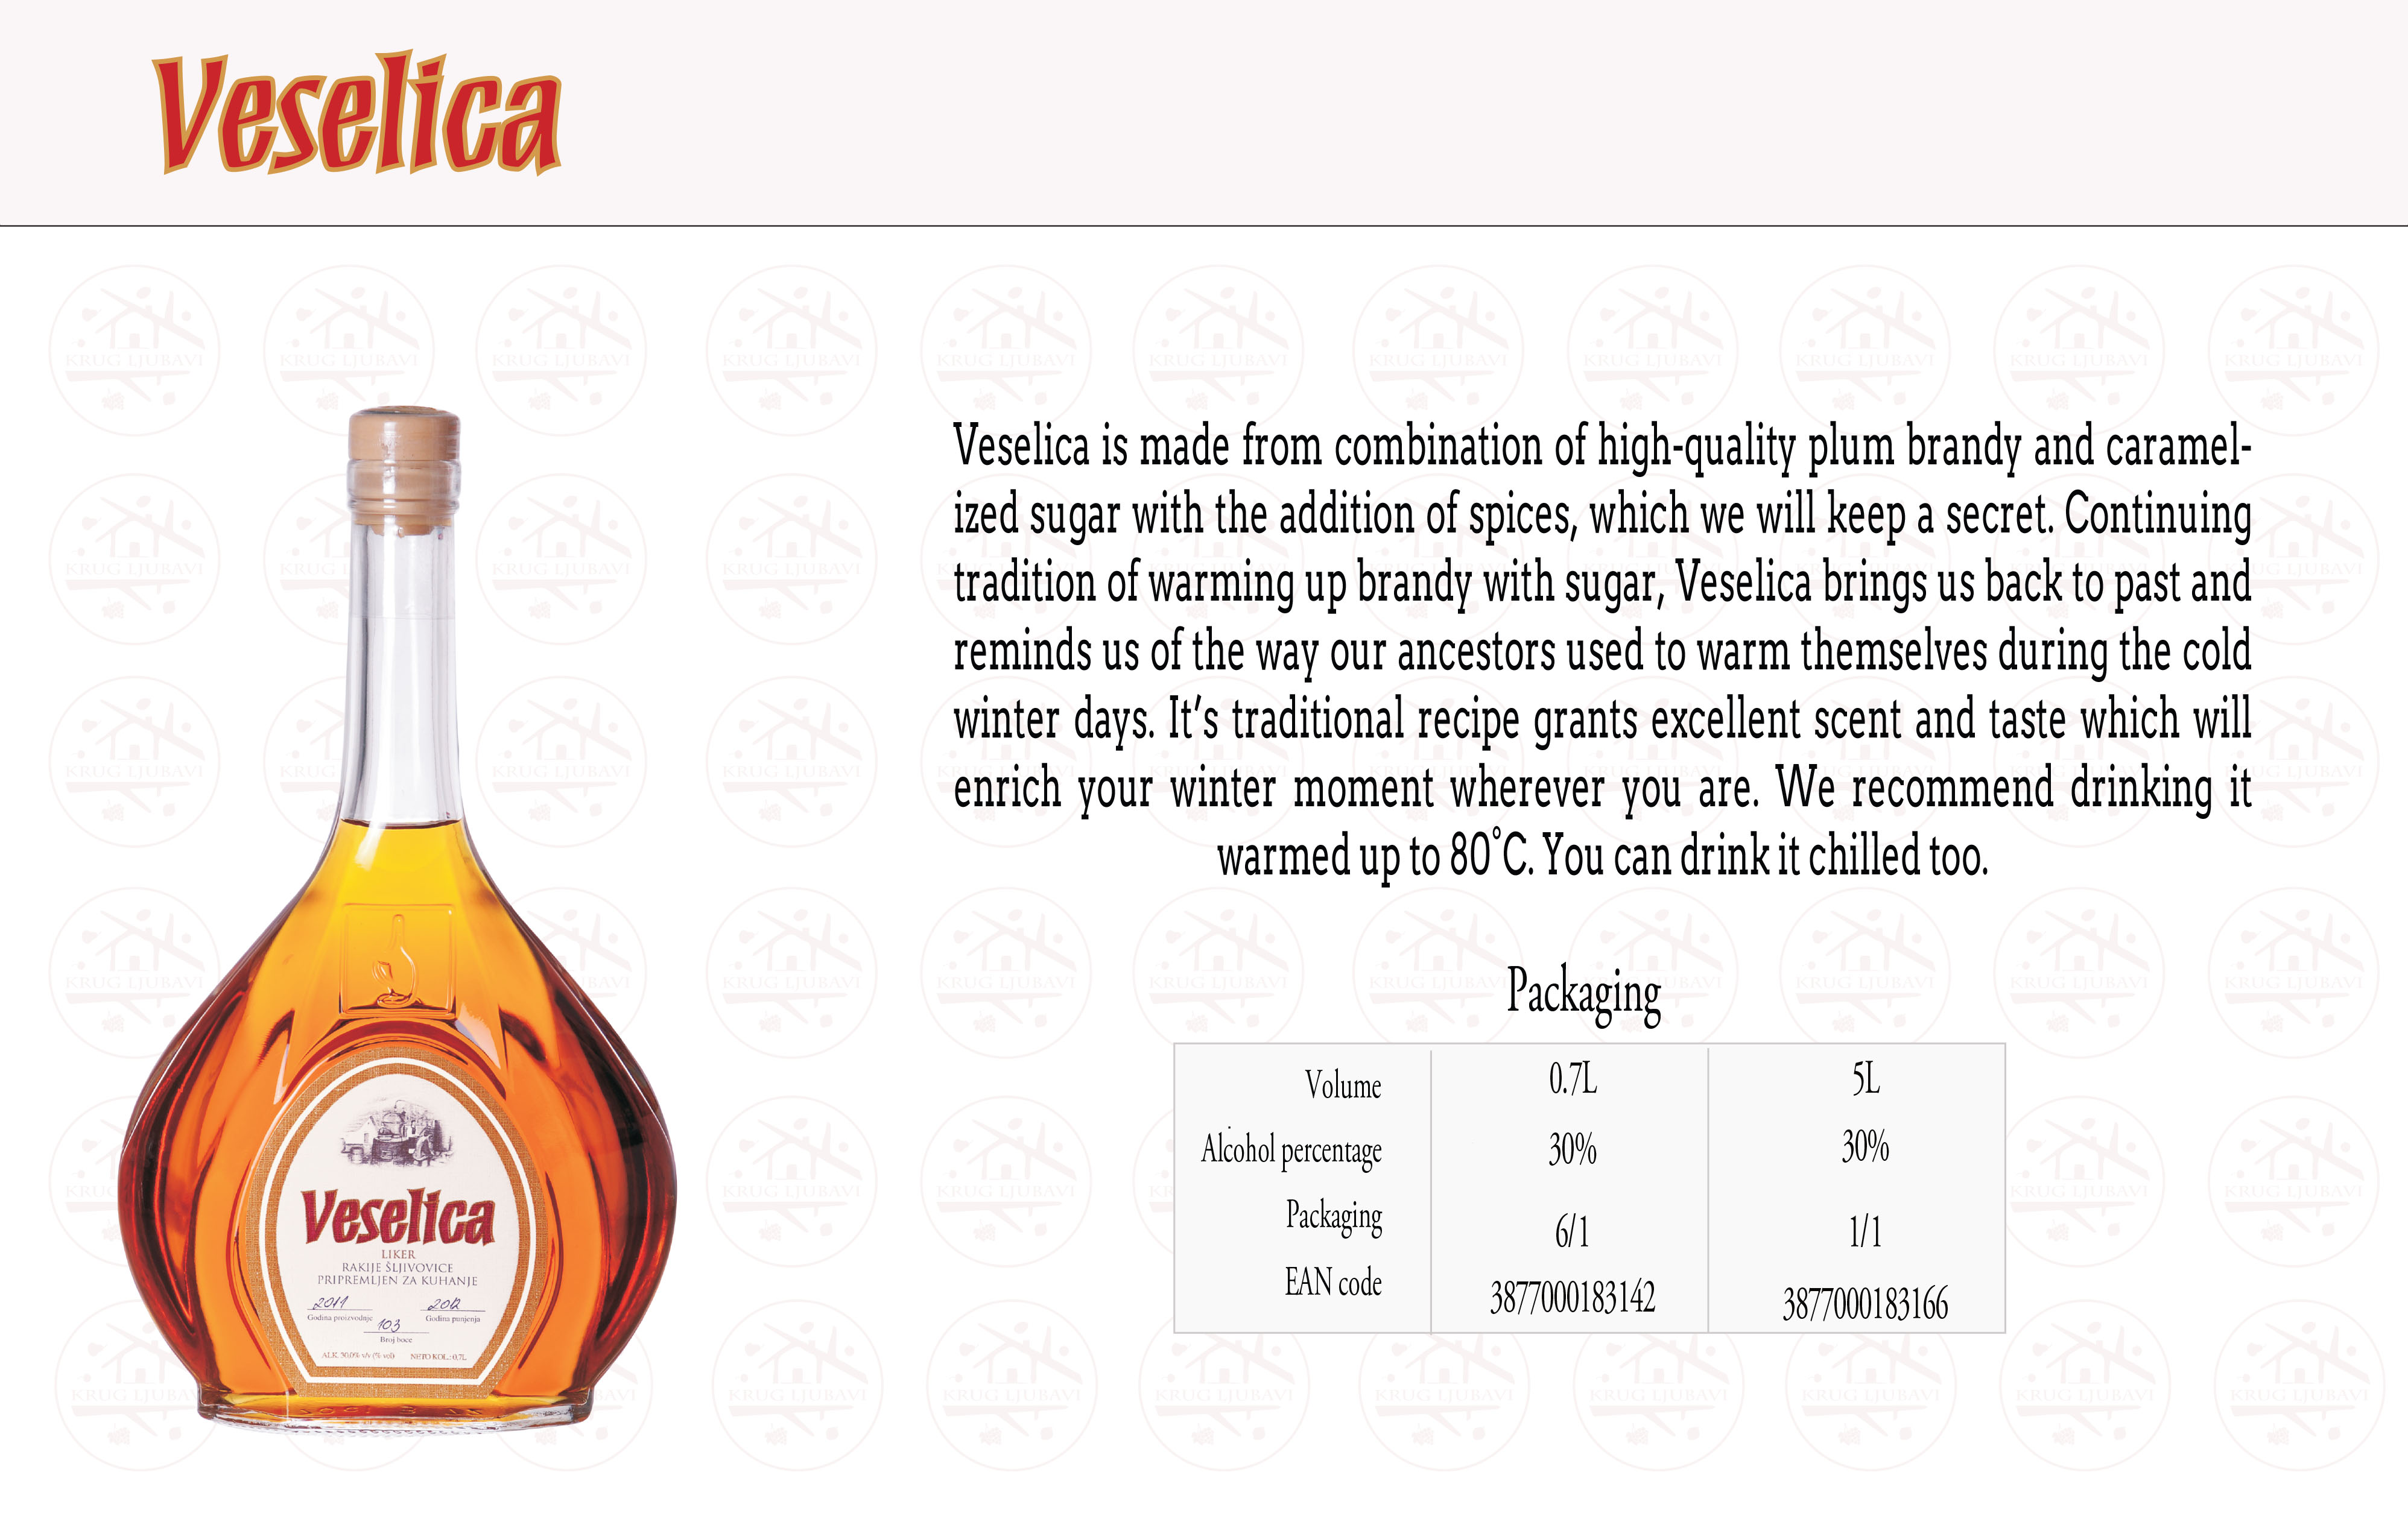 Veselica
Veselica is made from combination of high-quality plum brandy and caramel-
ized sugar with the addition of spices, which we will keep a secret. Continuing
tradition of warming up brandy with sugar, Veselica brings us back to past and
reminds us of the way our ancestors used to warm themselves during the cold
winter days. It's traditional recipe grants excellent scent and taste which will
enrich your winter moment wherever you are. We recommend drinking it
warmed up to 80°C. You can drink it chilled too.
Packaging
Volume 0.7L 5L
Alcohol percentage 30% 30%
Packaging 6/1 1/1
EAN code 3877000183142 3877000183166
Veselica
LIKER
RAKIJE ŠLJIVOVICE
PRIPREMLJEN ZA KUHANJE
2011 2012
Godina proizvodnje Godina punjenja
103
Broj boce
ALK. 30.0% v/v (% vol) NETO KOL.: 0,7L
KRUG LJUBAVI